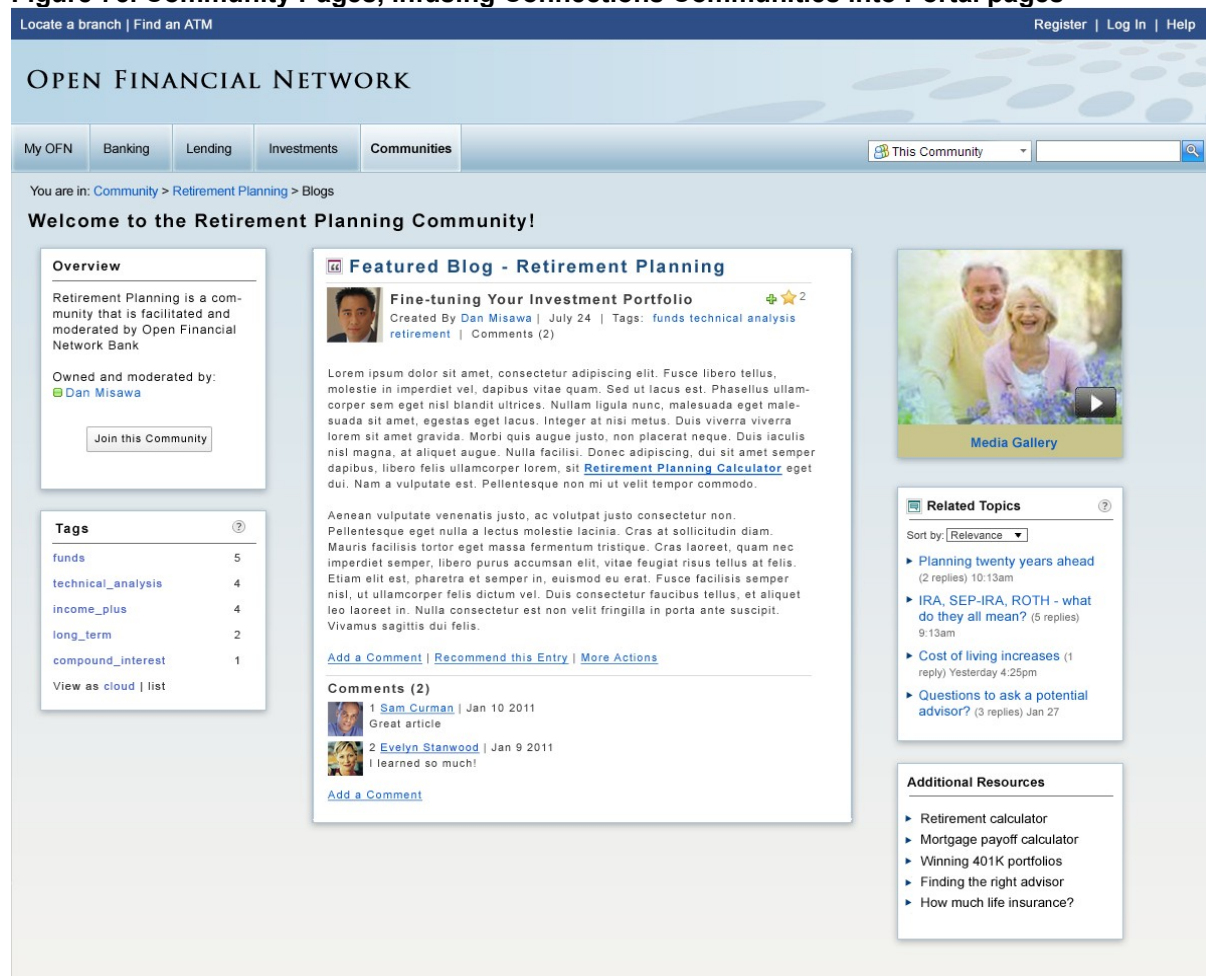 Locate a branch | Find an ATM
Register | Log In | Help
OPEN FINANCIAL NETWORK
My OFN
Banking
Lending
Investments
Communities
This Community
You are in: Community > Retirement Planning > Blogs
Welcome to the Retirement Planning Community!
Overview
Retirement Planning is a com-
munity that is facilitated and
moderated by Open Financial
Network Bank
Owned and moderated by:
Dan Misawa
Join this Community
Tags ?
funds 5
technical_analysis 4
income_plus 4
long_term 2
compound_interest 1
View as cloud | list
Featured Blog - Retirement Planning
Fine-tuning Your Investment Portfolio 2
Created By Dan Misawa | July 24 | Tags: funds technical analysis
retirement | Comments (2)
Lorem ipsum dolor sit amet, consectetur adipiscing elit. Fusce libero tellus,
molestie in imperdiet vel, dapibus vitae quam. Sed ut lacus est. Phasellus ullam-
corper sem eget nisl blandit ultrices. Nullam ligula nunc, malesuada eget male-
suada sit amet, egestas eget lacus. Integer at nisi metus. Duis viverra viverra
lorem sit amet gravida. Morbi quis augue justo, non placerat neque. Duis iaculis
nisl magna, at aliquet augue. Nulla facilisi. Donec adipiscing, dui sit amet semper
dapibus, libero felis ullamcorper lorem, sit Retirement Planning Calculator eget
dui. Nam a vulputate est. Pellentesque non mi ut velit tempor commodo.
Aenean vulputate venenatis justo, ac volutpat justo consectetur non.
Pellentesque eget nulla a lectus molestie lacinia. Cras at sollicitudin diam.
Mauris facilisis tortor eget massa fermentum tristique. Cras laoreet, quam nec
imperdiet semper, libero purus accumsan elit, vitae feugiat risus tellus at felis.
Etiam elit est, pharetra et semper in, euismod eu erat. Fusce facilisis semper
nisl, ut ullamcorper felis dictum vel. Duis consectetur faucibus tellus, et aliquet
leo laoreet in. Nulla consectetur est non velit fringilla in porta ante suscipit.
Vivamus sagittis dui felis.
Add a Comment | Recommend this Entry | More Actions
Comments (2)
1 Sam Curman | Jan 10 2011
Great article
2 Evelyn Stanwood | Jan 9 2011
I learned so much!
Add a Comment
Media Gallery
Related Topics ?
Sort by: Relevance
Planning twenty years ahead
(2 replies) 10:13am
IRA, SEP-IRA, ROTH - what
do they all mean? (5 replies)
9:13am
Cost of living increases (1
reply) Yesterday 4:25pm
Questions to ask a potential
advisor? (3 replies) Jan 27
Additional Resources
Retirement calculator
Mortgage payoff calculator
Winning 401K portfolios
Finding the right advisor
How much life insurance?